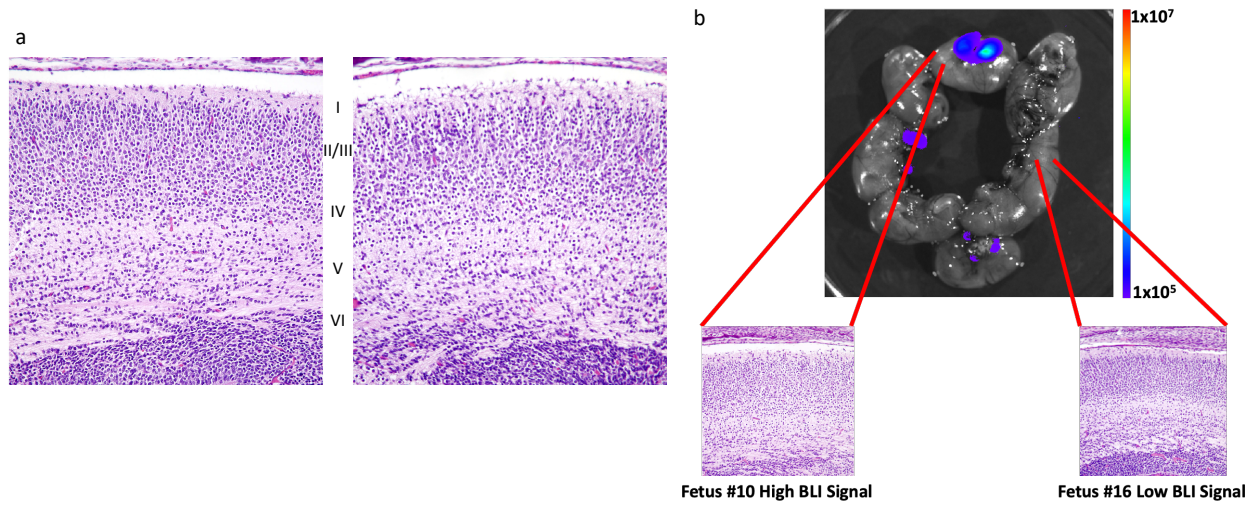 a
I
II/III
IV
V
VI
b
1x10⁷
1x10⁵
Fetus #10 High BLI Signal
Fetus #16 Low BLI Signal